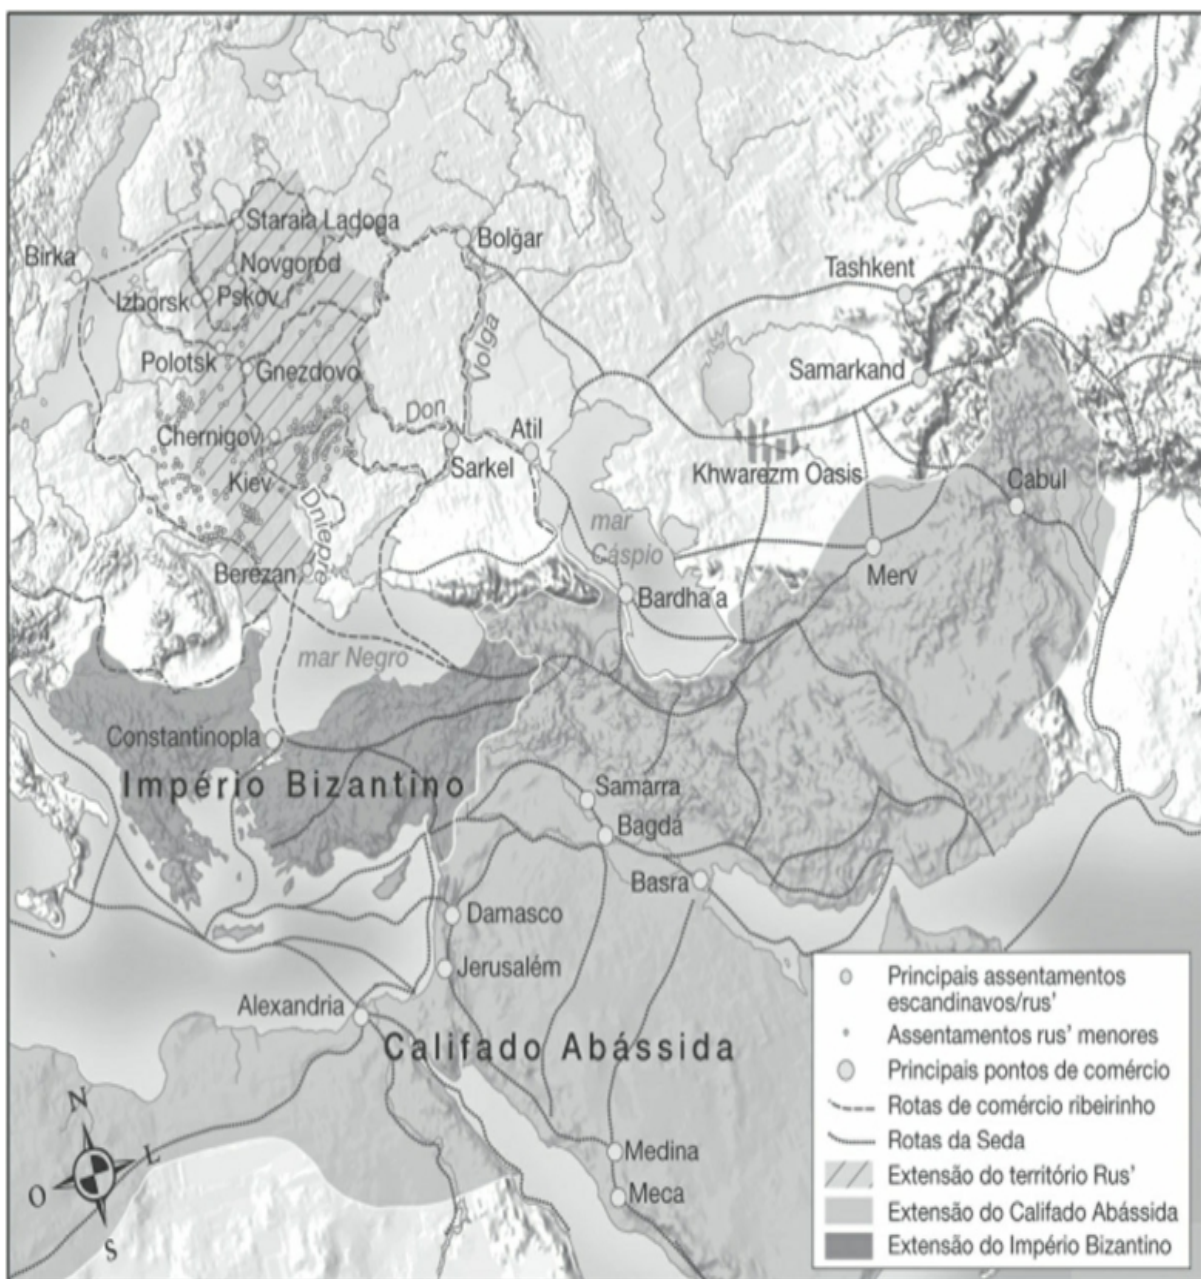 Staraia Ladoga
Birka
Bolğar
Novgorod
Tashkent
Izborsk
Pskov
Volga
Polotsk
Gnezdovo
Samarkand
Don
Chernigov
Atil
Sarkel
Khwarezm Oasis
Kiev
Cabul
Dniepre
mar
Cáspio
Berezan
Merv
Bardha'a
mar Negro
Constantinopla
Império Bizantino
Samarra
Bagdá
Basra
Damasco
Jerusalém
Alexandria
Califado Abássida
Medina
Meca
N
L
O
S
Principais assentamentos
escandinavos/rus'
Assentamentos rus' menores
Principais pontos de comércio
Rotas de comércio ribeirinho
Rotas da Seda
Extensão do território Rus'
Extensão do Califado Abássida
Extensão do Império Bizantino